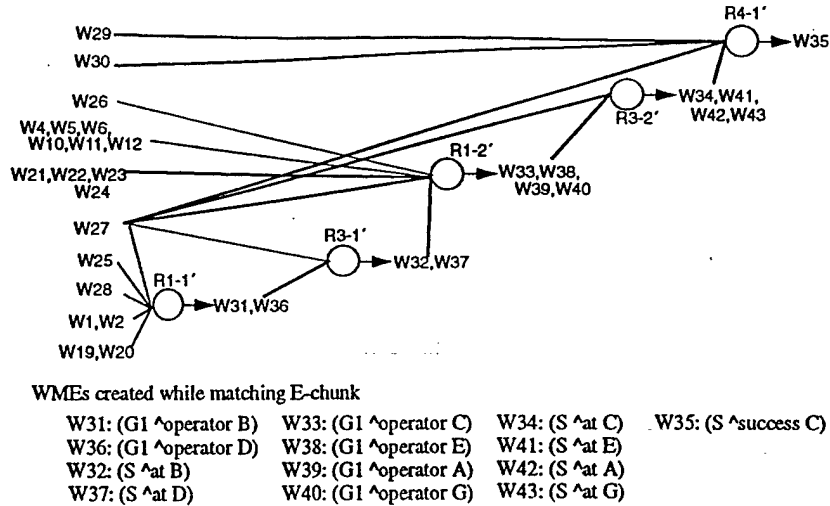 R4-1′
W29
W35
W30
W26
W34,W41,
W42,W43
R3-2′
W4,W5,W6,
W10,W11,W12
R1-2′
W33,W38,
W39,W40
W21,W22,W23
W24
W27
R3-1′
W32,W37
W25
R1-1′
W28
W31,W36
W1,W2
W19,W20
WMEs created while matching E-chunk
W31: (G1 ^operator B) W33: (G1 ^operator C) W34: (S ^at C) W35: (S ^success C)
W36: (G1 ^operator D) W38: (G1 ^operator E) W41: (S ^at E)
W32: (S ^at B) W39: (G1 ^operator A) W42: (S ^at A)
W37: (S ^at D) W40: (G1 ^operator G) W43: (S ^at G)